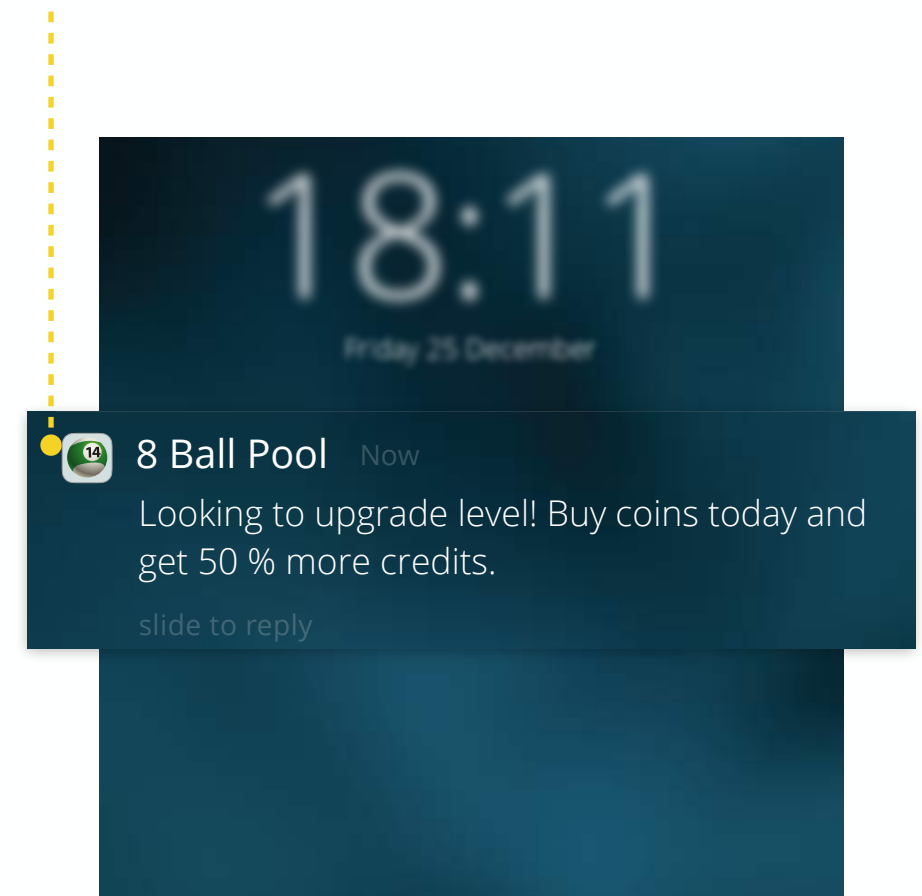 18:11
Friday 25 December
14
8 Ball Pool Now
Looking to upgrade level! Buy coins today and
get 50 % more credits.
slide to reply